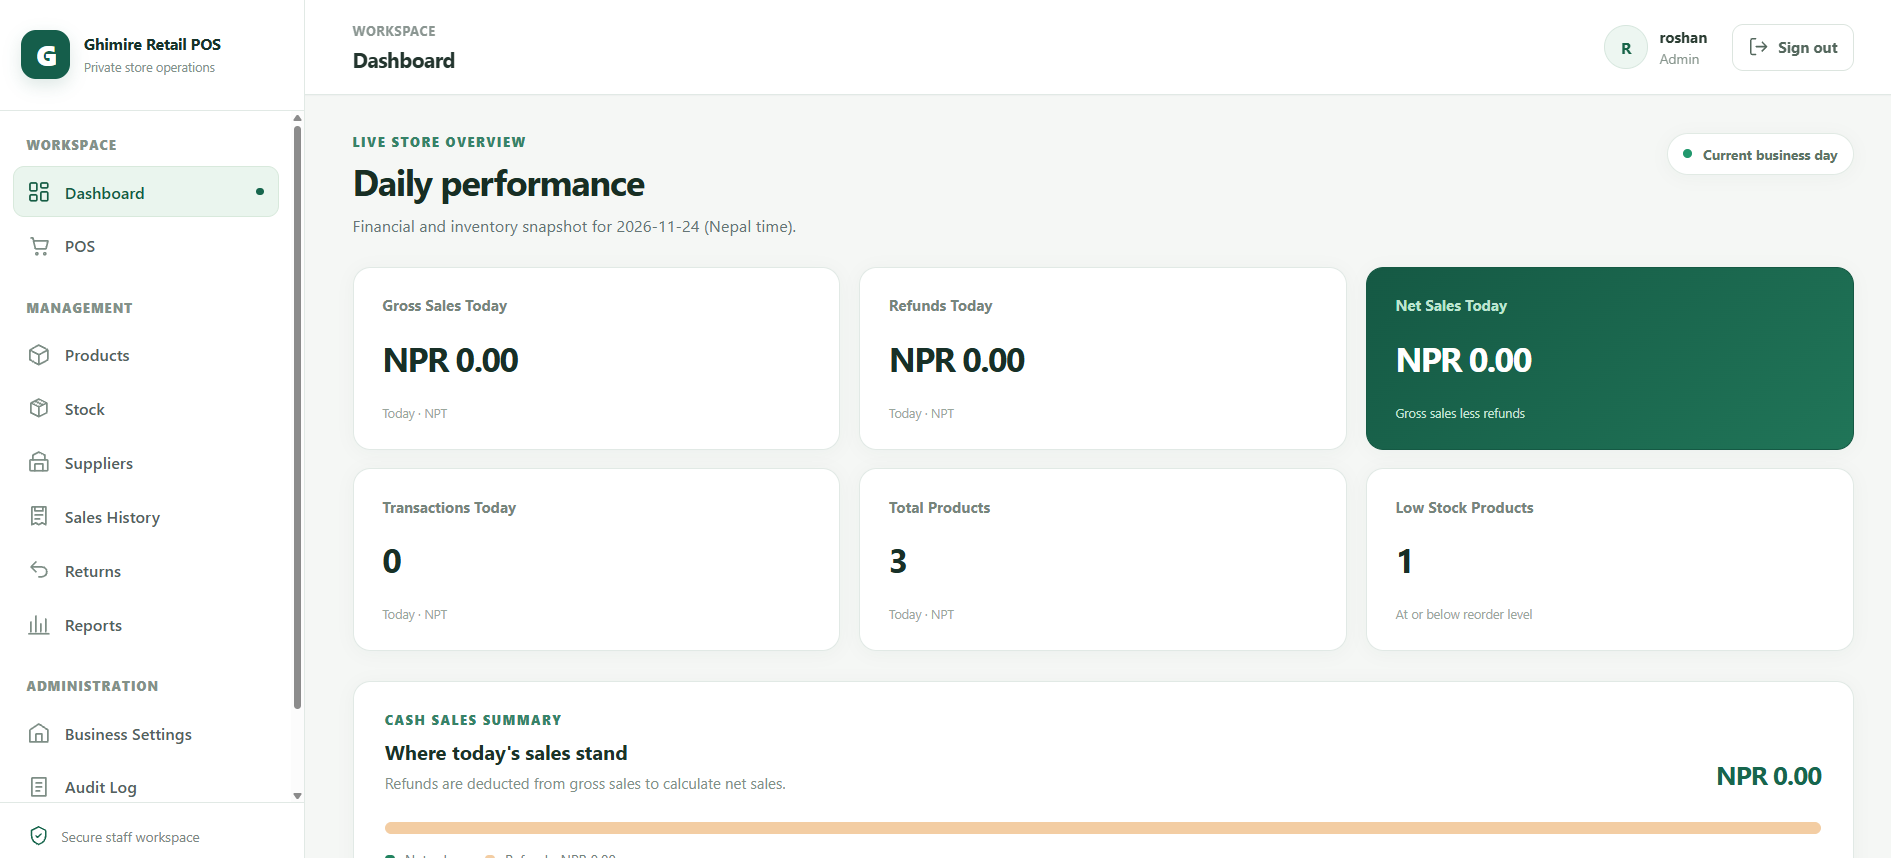 G
Ghimire Retail POS
Private store operations
WORKSPACE
Dashboard
POS
MANAGEMENT
Products
Stock
Suppliers
Sales History
Returns
Reports
ADMINISTRATION
Business Settings
Audit Log
Secure staff workspace
WORKSPACE
Dashboard
R
roshan
Admin
Sign out
LIVE STORE OVERVIEW
Daily performance
Financial and inventory snapshot for 2026-11-24 (Nepal time).
Current business day
Gross Sales Today
NPR 0.00
Today · NPT
Refunds Today
NPR 0.00
Today · NPT
Net Sales Today
NPR 0.00
Gross sales less refunds
Transactions Today
0
Today · NPT
Total Products
3
Today · NPT
Low Stock Products
1
At or below reorder level
CASH SALES SUMMARY
Where today's sales stand
Refunds are deducted from gross sales to calculate net sales.
NPR 0.00